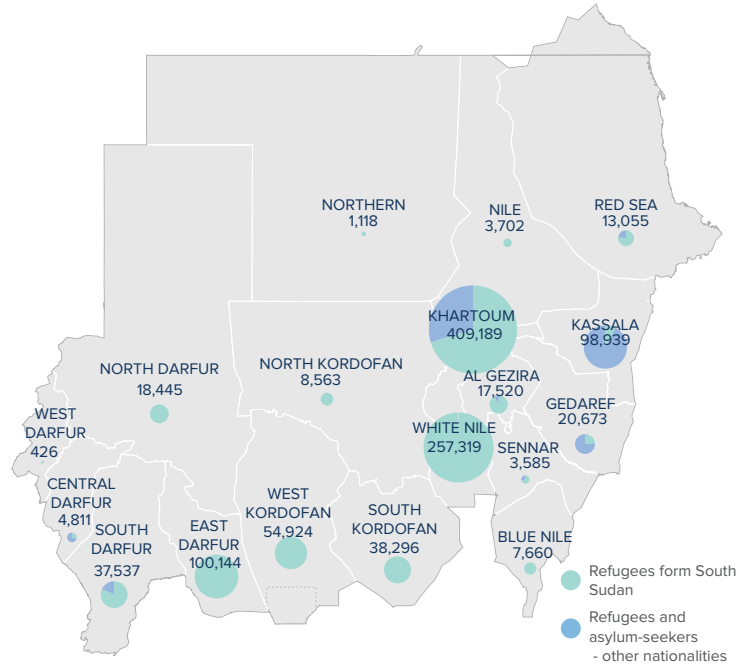 NORTHERN
1,118
NILE
3,702
RED SEA
13,055
KHARTOUM
409,189
KASSALA
98,939
NORTH DARFUR
18,445
NORTH KORDOFAN
8,563
AL GEZIRA
17,520
GEDAREF
20,673
WEST
DARFUR
426
WHITE NILE
257,319
SENNAR
3,585
CENTRAL
DARFUR
4,811
SOUTH
DARFUR
37,537
EAST
DARFUR
100,144
WEST
KORDOFAN
54,924
SOUTH
KORDOFAN
38,296
BLUE NILE
7,660
Refugees form South
Sudan
Refugees and
asylum-seekers
- other nationalities